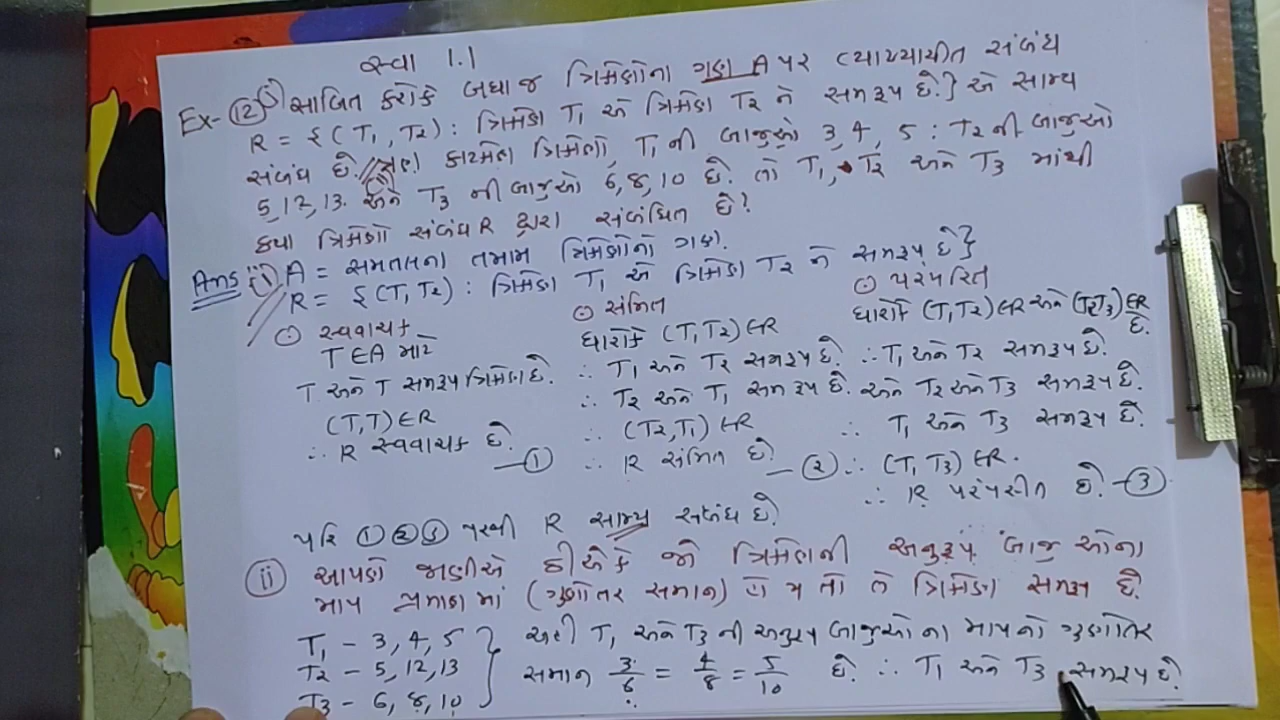 સ્વા 1.1
Ex- 12 (i) સાબિત કરો કે બધા જ ત્રિકોણોના ગણ A પર વ્યાખ્યાયીત સંબંધ
R = {(T1, T2) : ત્રિકોણ T1 એ ત્રિકોણ T2 ને સમરૂપ છે.} એ સામ્ય
સંબંધ છે. // ત્રણ કાટકોણ ત્રિકોણો, T1 ની બાજુઓ 3, 4, 5 : T2 ની બાજુઓ
5, 12, 13. અને T3 ની બાજુઓ 6, 8, 10 છે. તો T1, T2 અને T3 માંથી
કયા ત્રિકોણો સંબંધ R દ્વારા સંબંધિત છે?
Ans :- (i) A = સમતલના તમામ ત્રિકોણોનો ગણ.
R = {(T1, T2) : ત્રિકોણ T1 એ ત્રિકોણ T2 ને સમરૂપ છે}
⊙ સ્વવાચક
T ∈ A માટે
T અને T સમરૂપ ત્રિકોણ છે.
(T, T) ∈ R
∴ R સ્વવાચક છે. —①
⊙ સંમિત
ધારોકે (T1, T2) ∈ R
∴ T1 અને T2 સમરૂપ છે.
∴ T2 અને T1 સમરૂપ છે.
∴ (T2, T1) ∈ R
∴ R સંમિત છે —②
⊙ પરંપરિત
ધારોકે (T1, T2) ∈ R અને (T2, T3) ∈ R છે.
∴ T1 અને T2 સમરૂપ છે.
અને T2 અને T3 સમરૂપ છે.
∴ T1 અને T3 સમરૂપ છે.
∴ (T1, T3) ∈ R.
∴ R પરંપરીત છે. —③
પરિ ① ② ③ પરથી R સામ્ય સંબંધ છે.
(ii) આપણે જાણીએ છીએ કે જો ત્રિકોણની અનુરૂપ બાજુઓના
માપ પ્રમાણમાં (ગુણોતર સમાન) હોય તો તે ત્રિકોણ સમરૂપ છે.
T1 - 3, 4, 5
T2 - 5, 12, 13
T3 - 6, 8, 10
અહી T1 અને T3 ની અનુરૂપ બાજુઓના માપનો ગુણોતર
સમાન 3/6 = 4/8 = 5/10 છે. ∴ T1 અને T3 સમરૂપ છે.